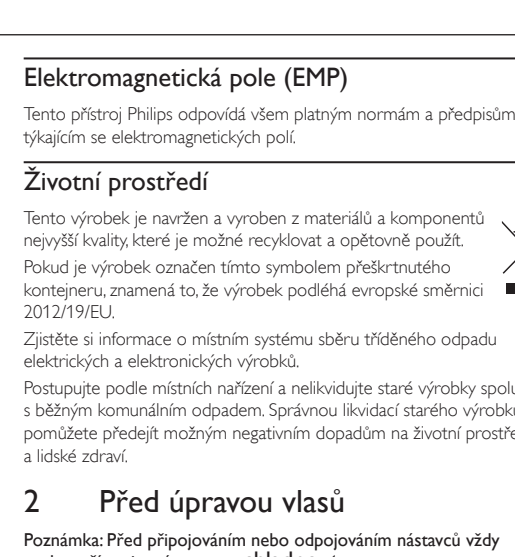 Elektromagnetická pole (EMP)
Tento přístroj Philips odpovídá všem platným normám a předpisům
týkajícím se elektromagnetických polí.
Životní prostředí
Tento výrobek je navržen a vyroben z materiálů a komponentů
nejvyšší kvality, které je možné recyklovat a opětovně použít.
Pokud je výrobek označen tímto symbolem přeškrtnutého
kontejneru, znamená to, že výrobek podléhá evropské směrnici
2012/19/EU.
Zjistěte si informace o místním systému sběru tříděného odpadu
elektrických a elektronických výrobků.
Postupujte podle místních nařízení a nelikvidujte staré výrobky spolu
s běžným komunálním odpadem. Správnou likvidací starého výrobku
pomůžete předejít možným negativním dopadům na životní prostře
a lidské zdraví.
2 Před úpravou vlasů
Poznámka: Před připojováním nebo odpojováním nástavců vždy